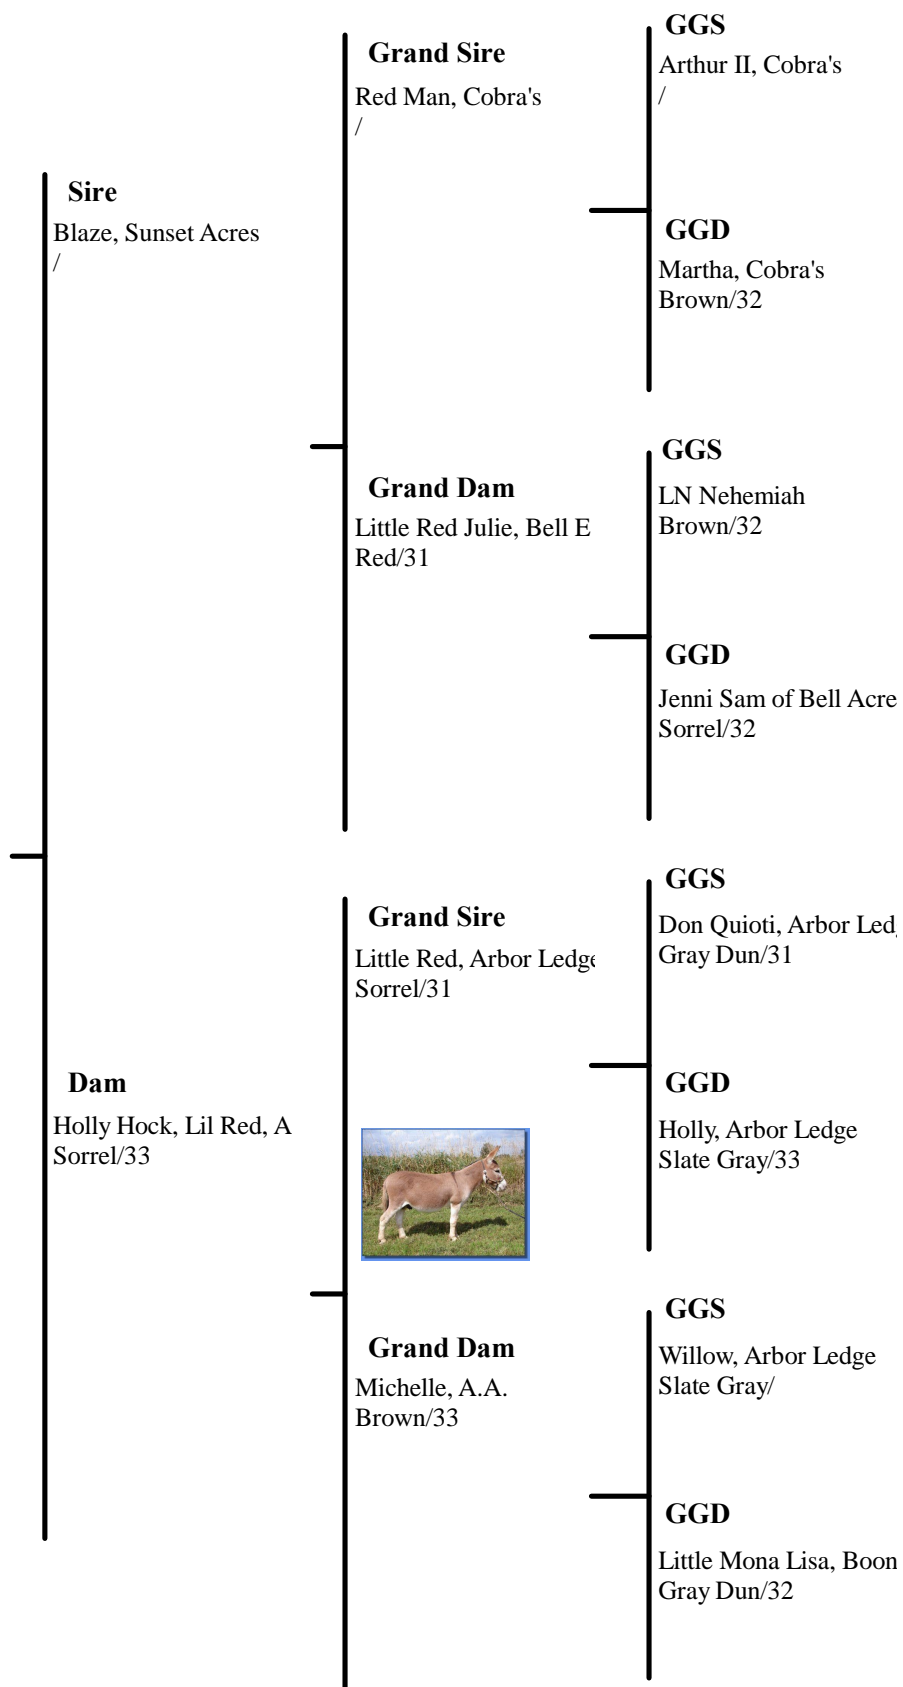 Sire
Blaze, Sunset Acres
/
Dam
Holly Hock, Lil Red, A
Sorrel/33
Grand Sire
Red Man, Cobra's
/
Grand Dam
Little Red Julie, Bell E
Red/31
Grand Sire
Little Red, Arbor Ledge
Sorrel/31
Grand Dam
Michelle, A.A.
Brown/33
GGS
Arthur II, Cobra's
/
GGD
Martha, Cobra's
Brown/32
GGS
LN Nehemiah
Brown/32
GGD
Jenni Sam of Bell Acre
Sorrel/32
GGS
Don Quioti, Arbor Led
Gray Dun/31
GGD
Holly, Arbor Ledge
Slate Gray/33
GGS
Willow, Arbor Ledge
Slate Gray/
GGD
Little Mona Lisa, Boon
Gray Dun/32